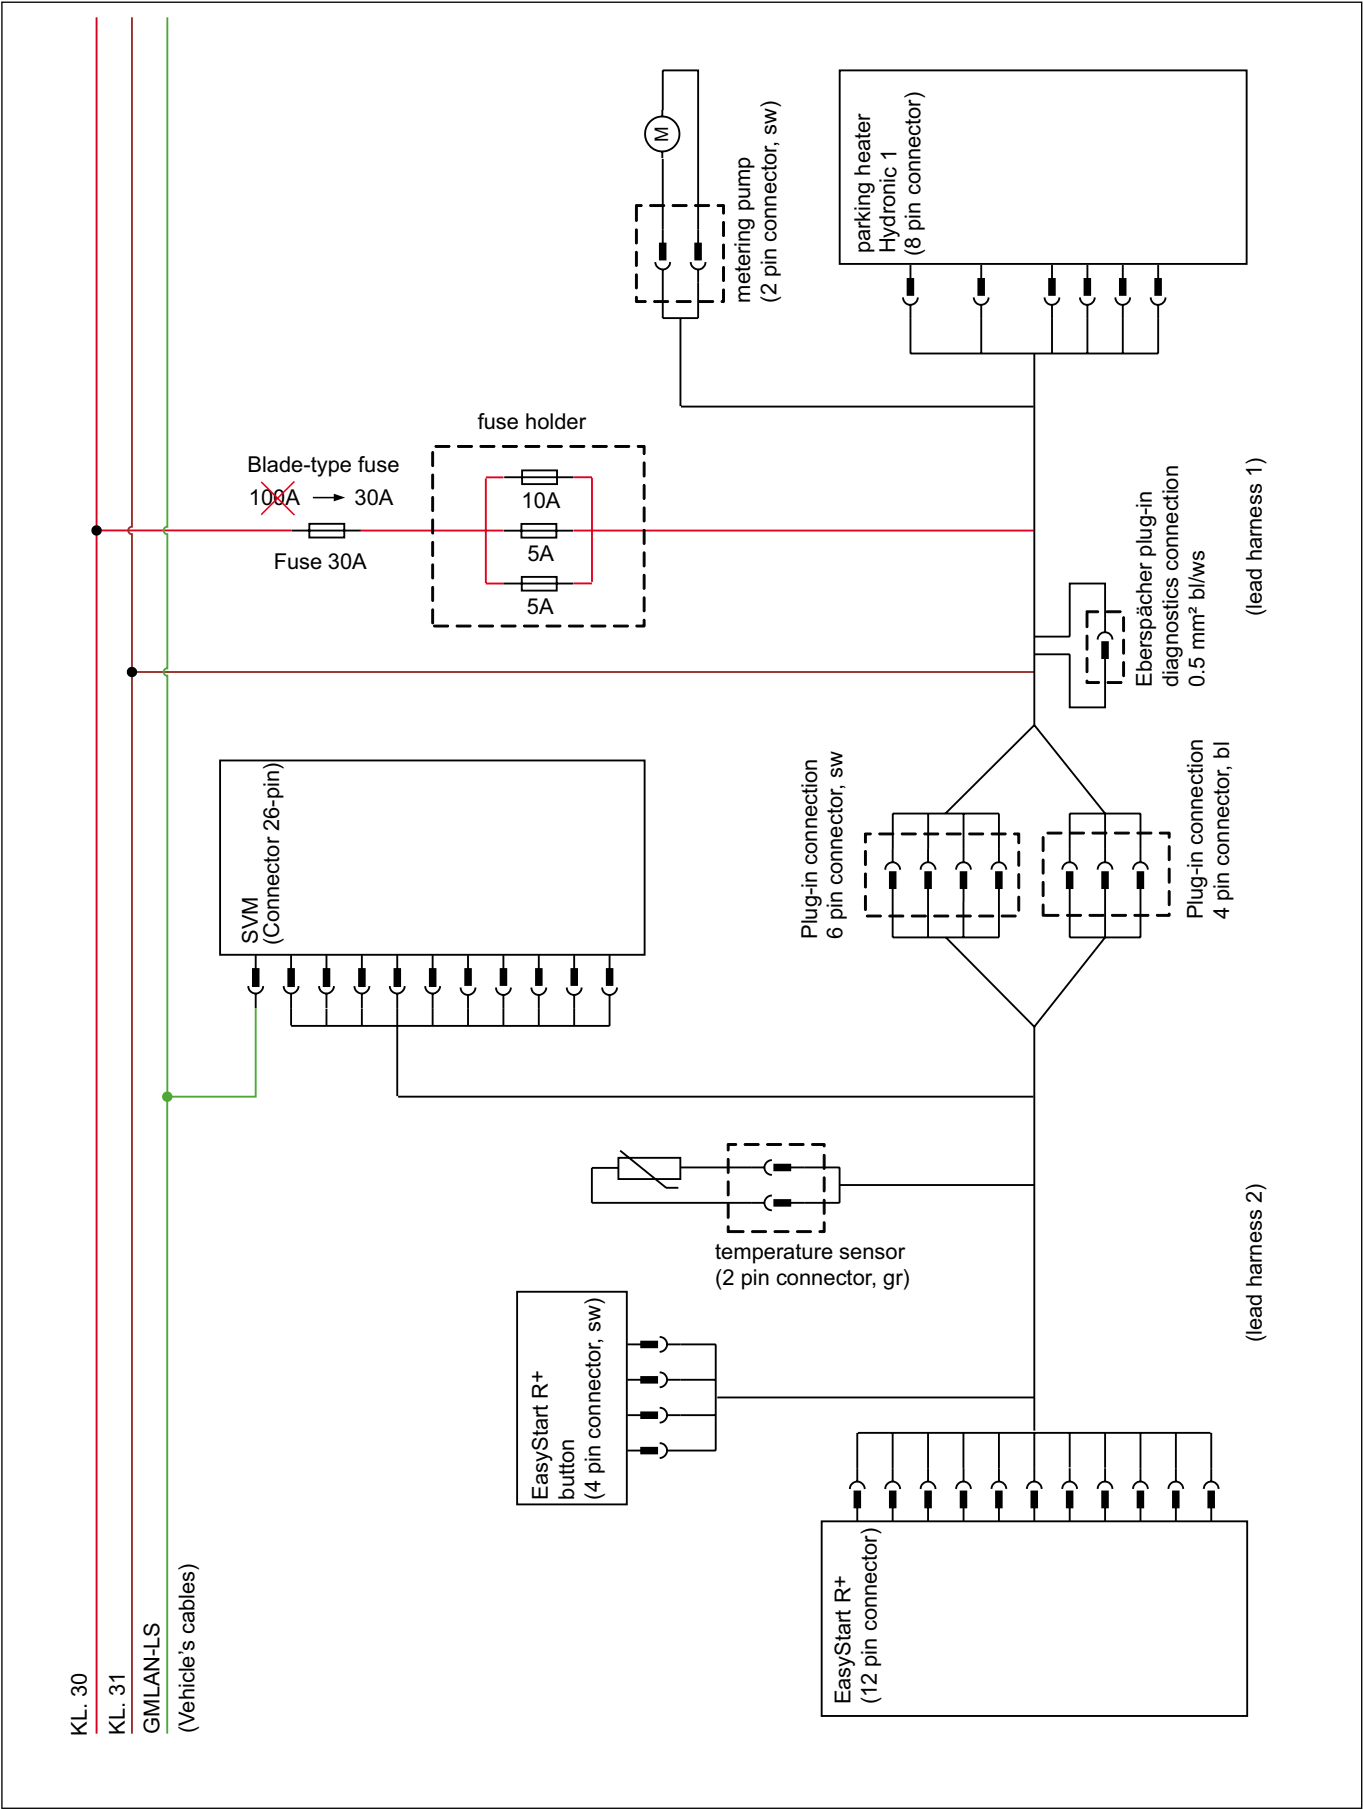 KL. 30
KL. 31
GMLAN-LS
(Vehicle's cables)
Blade-type fuse
100A → 30A
Fuse 30A
fuse holder
10A
5A
5A
M
metering pump
(2 pin connector, sw)
parking heater
Hydronic 1
(8 pin connector)
Eberspächer plug-in
diagnostics connection
0.5 mm² bl/ws
(lead harness 1)
SVM
(Connector 26-pin)
Plug-in connection
6 pin connector, sw
Plug-in connection
4 pin connector, bl
temperature sensor
(2 pin connector, gr)
(lead harness 2)
EasyStart R+
button
(4 pin connector, sw)
EasyStart R+
(12 pin connector)